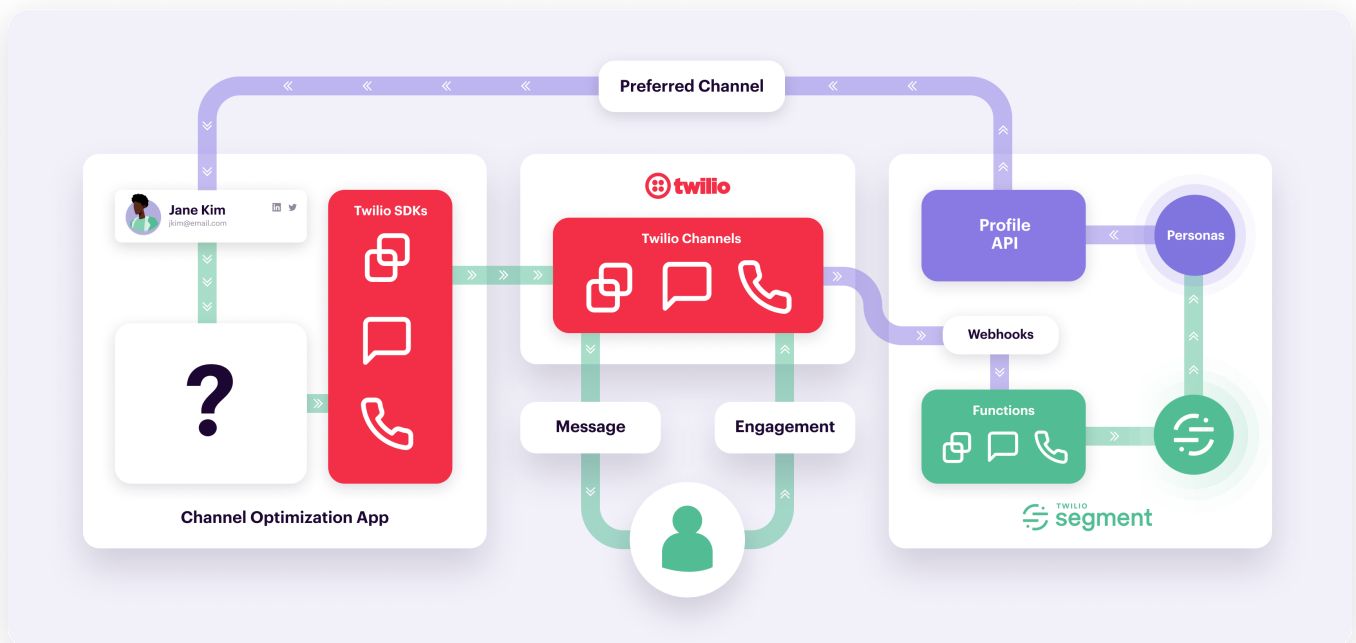 Preferred Channel
Jane Kim
jkim@email.com
?
Twilio SDKs
Channel Optimization App
twilio
Twilio Channels
Message
Engagement
Profile
API
Personas
Webhooks
Functions
TWILIO
segment